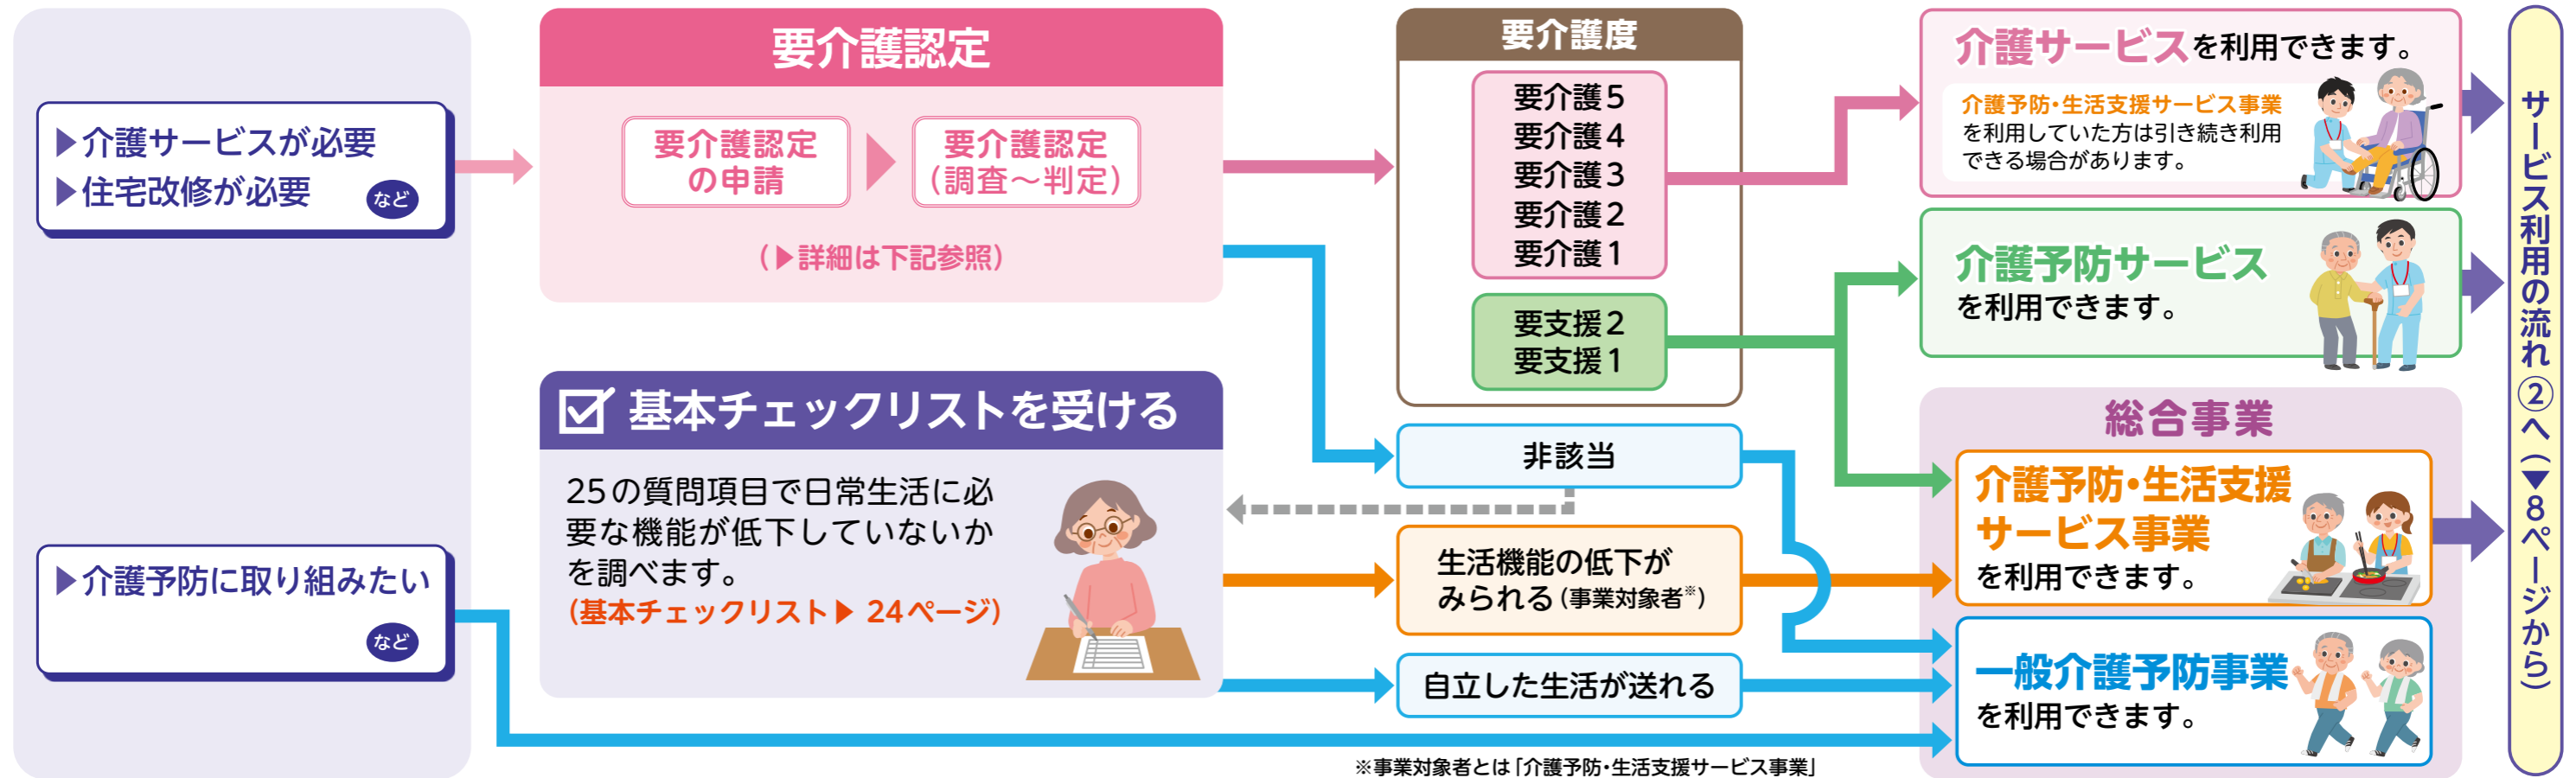 ▶介護サービスが必要
▶住宅改修が必要
など
▶介護予防に取り組みたい
など
要介護認定
要介護認定
の申請
要介護認定
（調査～判定）
（▶詳細は下記参照）
基本チェックリストを受ける
25の質問項目で日常生活に必
要な機能が低下していないか
を調べます。
（基本チェックリスト▶ 24ページ）
要介護度
要介護5
要介護4
要介護3
要介護2
要介護1
要支援2
要支援1
非該当
生活機能の低下が
みられる（事業対象者※）
自立した生活が送れる
※事業対象者とは「介護予防・生活支援サービス事業」
介護サービスを利用できます。
介護予防・生活支援サービス事業
を利用していた方は引き続き利用
できる場合があります。
介護予防サービス
を利用できます。
総合事業
介護予防・生活支援
サービス事業
を利用できます。
一般介護予防事業
を利用できます。
サービス利用の流れ②へ（▼8ページから）